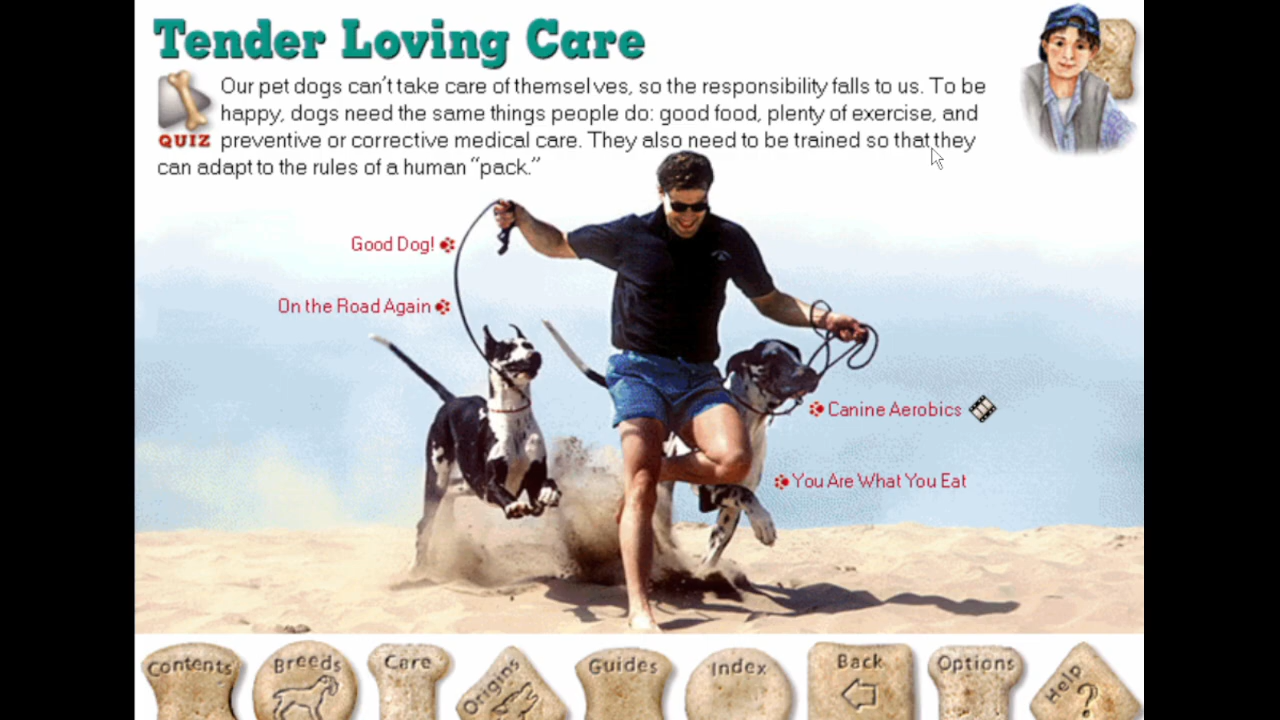 Tender Loving Care
Our pet dogs can't take care of themselves, so the responsibility falls to us. To be
happy, dogs need the same things people do: good food, plenty of exercise, and
QUIZ preventive or corrective medical care. They also need to be trained so that they
can adapt to the rules of a human “pack.”
Good Dog!
On the Road Again
Canine Aerobics
You Are What You Eat
Contents Breeds Care Origins Guides Index Back Options Help ?